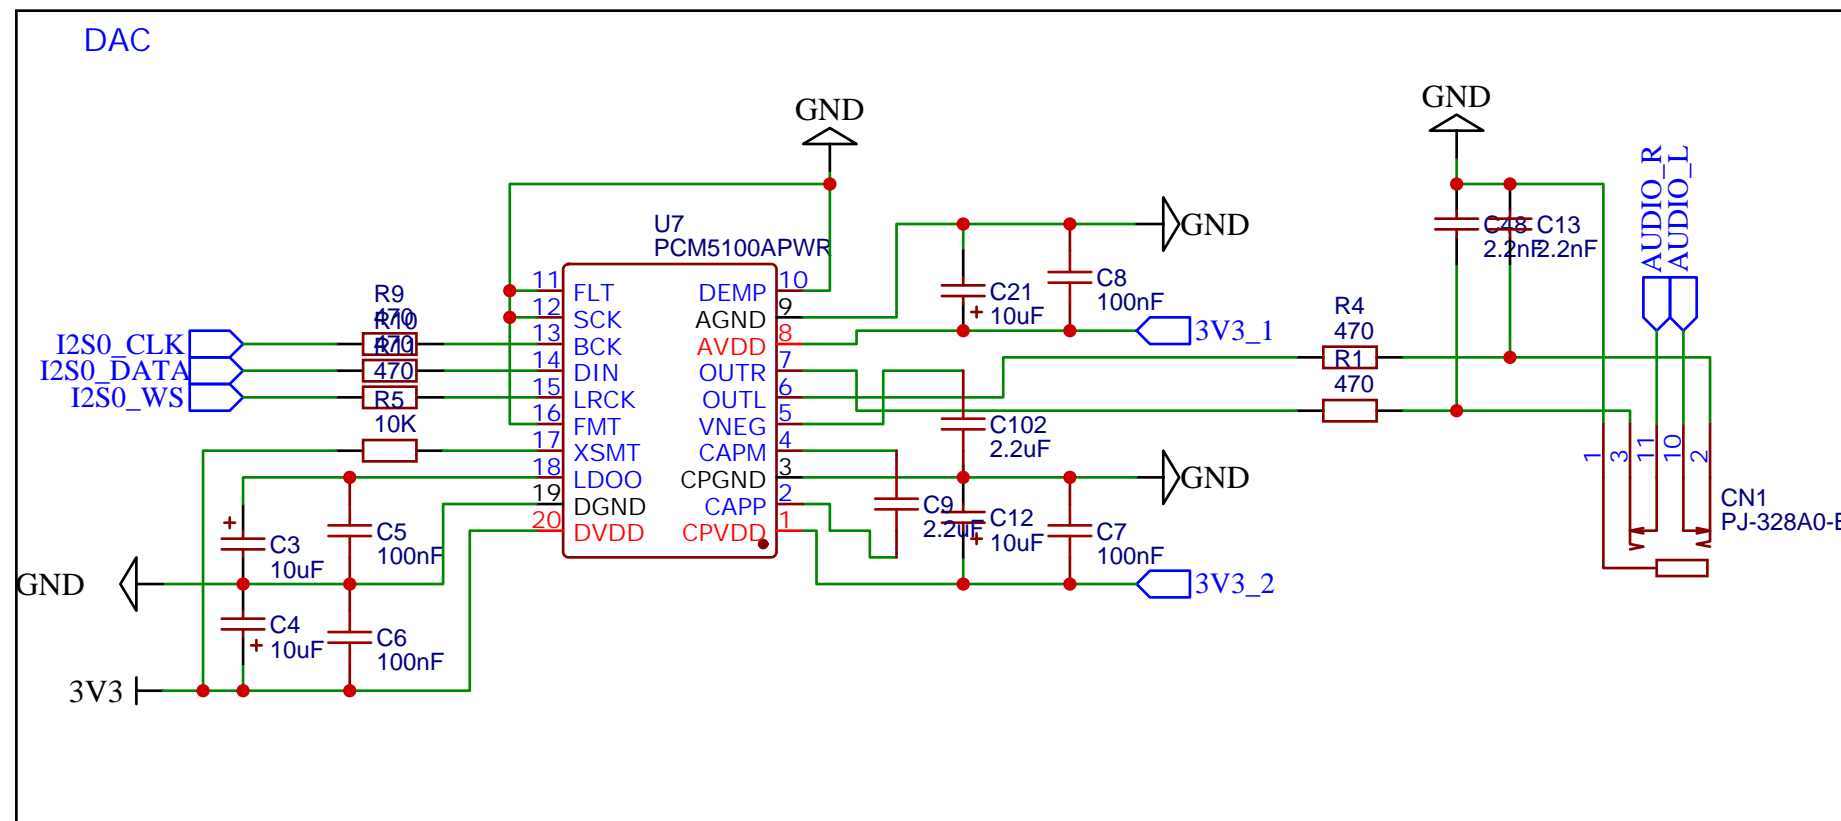 DAC
GND
GND
U7
PCM5100APWR
GND
C48
2.2nF
C13
2.2nF
AUDIO_R
AUDIO_L
11
FLT
DEMP
10
12
SCK
AGND
9
13
BCK
AVDD
8
14
DIN
OUTR
7
15
LRCK
OUTL
6
16
FMT
VNEG
5
17
XSMT
CAPM
4
18
LDOO
CPGND
3
19
DGND
CAPP
2
20
DVDD
CPVDD
1
R9
470
R10
470
R11
470
R5
10K
I2S0_CLK
I2S0_DATA
I2S0_WS
C21
10uF
C8
100nF
3V3_1
R4
470
R1
470
C102
2.2uF
GND
C9
2.2uF
C12
10uF
C7
100nF
3V3_2
1
3
11
10
2
CN1
PJ-328A0-B
C3
10uF
C5
100nF
GND
C4
10uF
C6
100nF
3V3